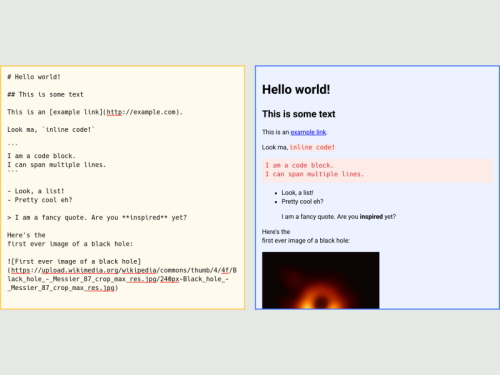 # Hello world!
## This is some text
This is an [example link](http://example.com).
Look ma, `inline code!`
```
I am a code block.
I can span multiple lines.
```
- Look, a list!
- Pretty cool eh?
> I am a fancy quote. Are you **inspired** yet?
Here's the
first ever image of a black hole:
![First ever image of a black hole]
(https://upload.wikimedia.org/wikipedia/commons/thumb/4/4f/B
lack_hole_-_Messier_87_crop_max_res.jpg/240px-Black_hole_-
_Messier_87_crop_max_res.jpg)
Hello world!
This is some text
This is an example link.
Look ma, inline code!
I am a code block.
I can span multiple lines.
• Look, a list!
• Pretty cool eh?
I am a fancy quote. Are you inspired yet?
Here's the
first ever image of a black hole: